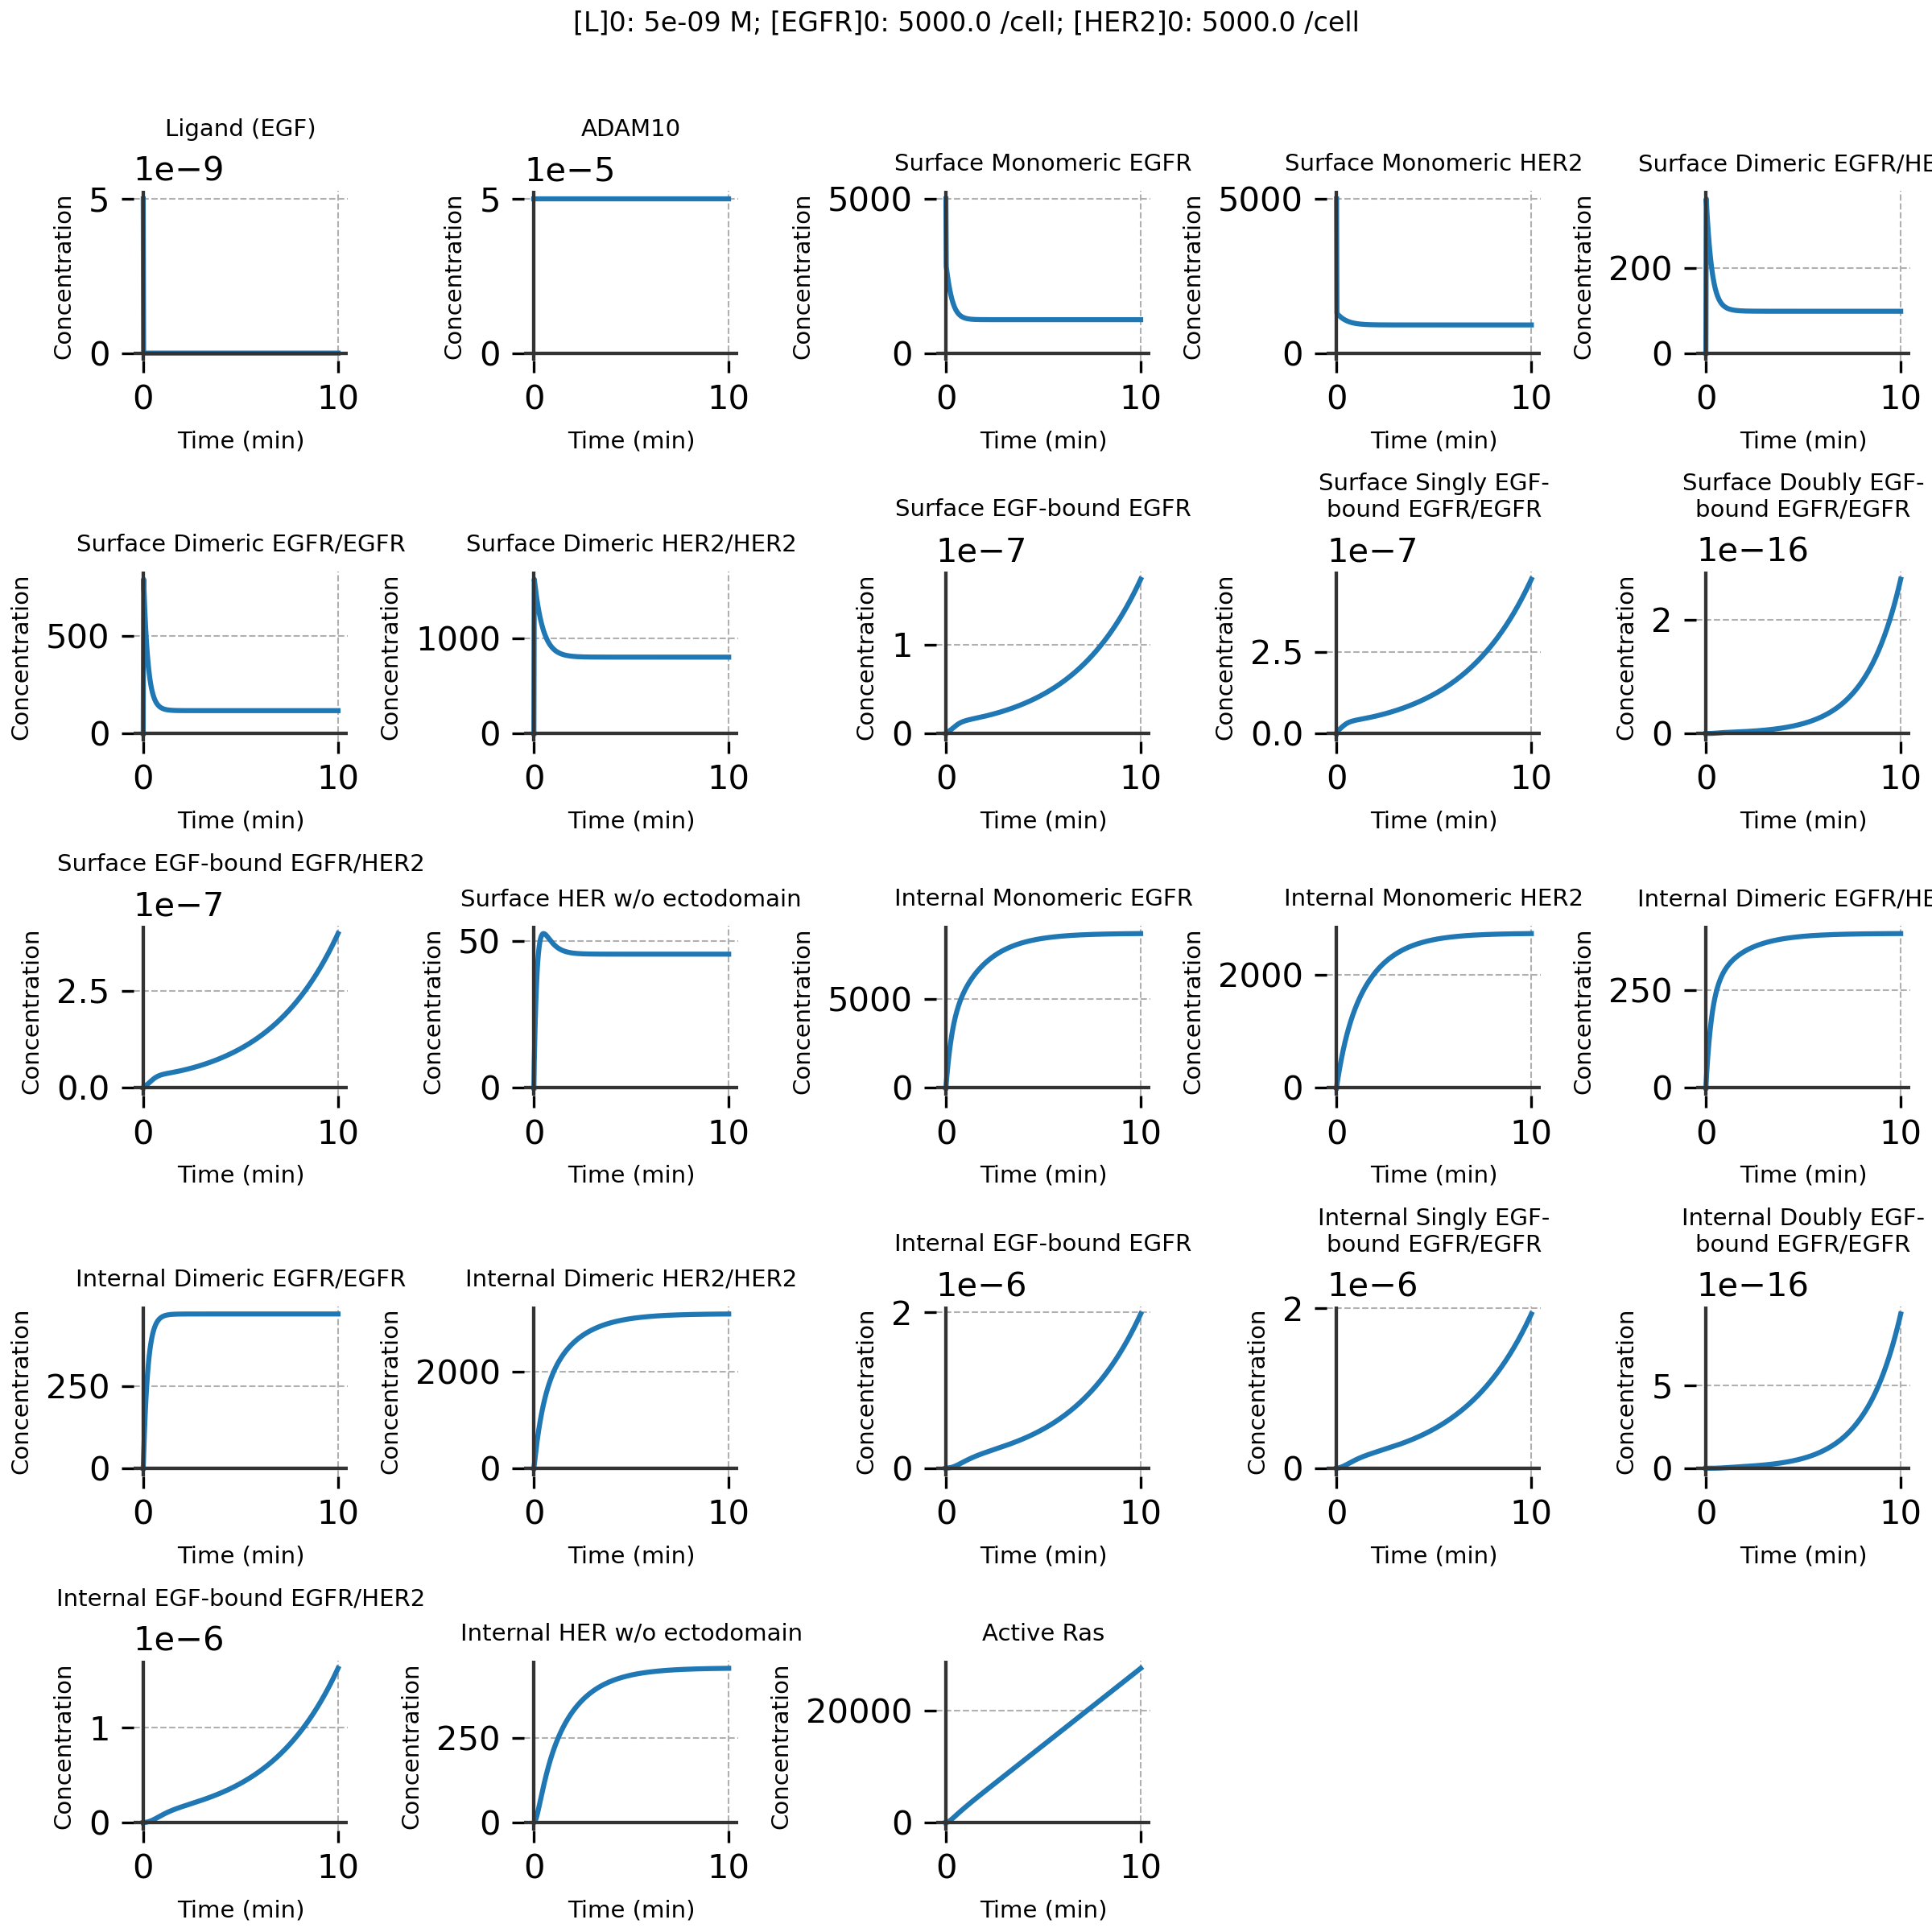 [L]0: 5e-09 M; [EGFR]0: 5000.0 /cell; [HER2]0: 5000.0 /cell
Ligand (EGF)
1e−9
Concentration
5
0
0
10
Time (min)
ADAM10
1e−5
Concentration
5
0
0
10
Time (min)
Surface Monomeric EGFR
Concentration
5000
0
0
10
Time (min)
Surface Monomeric HER2
Concentration
5000
0
0
10
Time (min)
Surface Dimeric EGFR/HE
Concentration
200
0
0
10
Time (min)
Surface Dimeric EGFR/EGFR
Concentration
500
0
0
10
Time (min)
Surface Dimeric HER2/HER2
Concentration
1000
0
0
10
Time (min)
Surface EGF-bound EGFR
1e−7
Concentration
1
0
0
10
Time (min)
Surface Singly EGF-
bound EGFR/EGFR
1e−7
Concentration
2.5
0.0
0
10
Time (min)
Surface Doubly EGF-
bound EGFR/EGFR
1e−16
Concentration
2
0
0
10
Time (min)
Surface EGF-bound EGFR/HER2
1e−7
Concentration
2.5
0.0
0
10
Time (min)
Surface HER w/o ectodomain
Concentration
50
0
0
10
Time (min)
Internal Monomeric EGFR
Concentration
5000
0
0
10
Time (min)
Internal Monomeric HER2
Concentration
2000
0
0
10
Time (min)
Internal Dimeric EGFR/HE
Concentration
250
0
0
10
Time (min)
Internal Dimeric EGFR/EGFR
Concentration
250
0
0
10
Time (min)
Internal Dimeric HER2/HER2
Concentration
2000
0
0
10
Time (min)
Internal EGF-bound EGFR
1e−6
Concentration
2
0
0
10
Time (min)
Internal Singly EGF-
bound EGFR/EGFR
1e−6
Concentration
2
0
0
10
Time (min)
Internal Doubly EGF-
bound EGFR/EGFR
1e−16
Concentration
5
0
0
10
Time (min)
Internal EGF-bound EGFR/HER2
1e−6
Concentration
1
0
0
10
Time (min)
Internal HER w/o ectodomain
Concentration
250
0
0
10
Time (min)
Active Ras
Concentration
20000
0
0
10
Time (min)